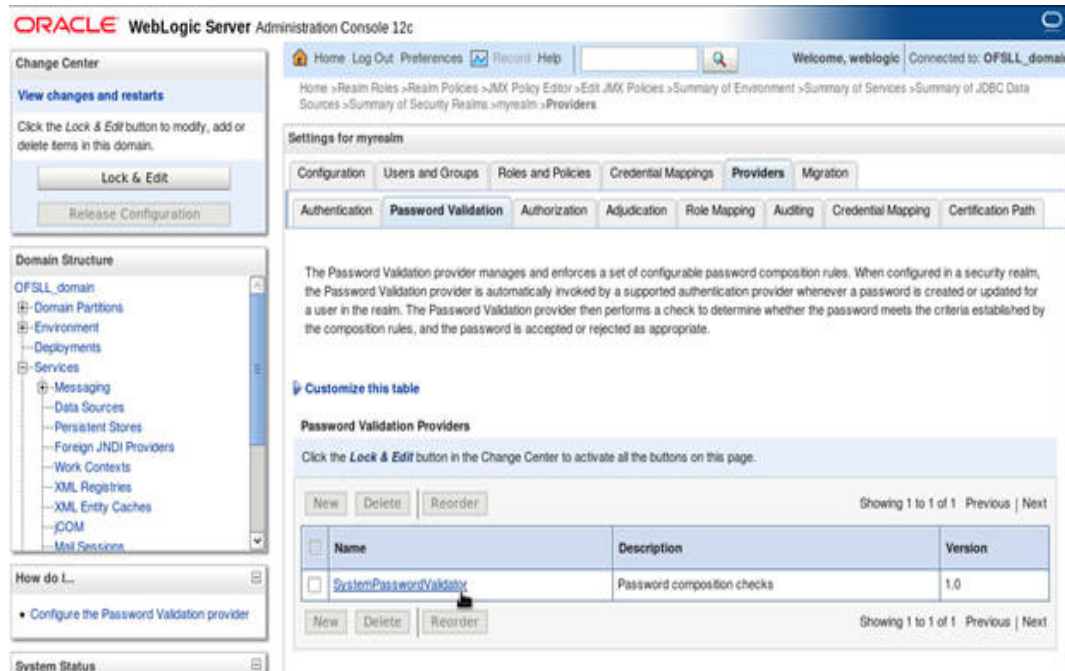 ORACLE WebLogic Server Administration Console 12c
Change Center
View changes and restarts
Click the Lock & Edit button to modify, add or
delete items in this domain.
Lock & Edit
Release Configuration
Domain Structure
OFSLL_domain
Domain Partitions
Environment
Deployments
Services
Messaging
Data Sources
Persistent Stores
Foreign JNDI Providers
Work Contexts
XML Registries
XML Entity Caches
jCOM
Mail Sessions
How do I...
Configure the Password Validation provider
System Status
Home Log Out Preferences Record Help
Welcome, weblogic Connected to: OFSLL_domain
Home >Realm Roles >Realm Policies >JMX Policy Editor >Edit JMX Policies >Summary of Environment >Summary of Services >Summary of JDBC Data
Sources >Summary of Security Realms >myrealm >Providers
Settings for myrealm
Configuration Users and Groups Roles and Policies Credential Mappings Providers Migration
Authentication Password Validation Authorization Adjudication Role Mapping Auditing Credential Mapping Certification Path
The Password Validation provider manages and enforces a set of configurable password composition rules. When configured in a security realm,
the Password Validation provider is automatically invoked by a supported authentication provider whenever a password is created or updated for
a user in the realm. The Password Validation provider then performs a check to determine whether the password meets the criteria established by
the composition rules, and the password is accepted or rejected as appropriate.
Customize this table
Password Validation Providers
Click the Lock & Edit button in the Change Center to activate all the buttons on this page.
New Delete Reorder Showing 1 to 1 of 1 Previous | Next
Name Description Version
SystemPasswordValidator Password composition checks 1.0
New Delete Reorder Showing 1 to 1 of 1 Previous | Next